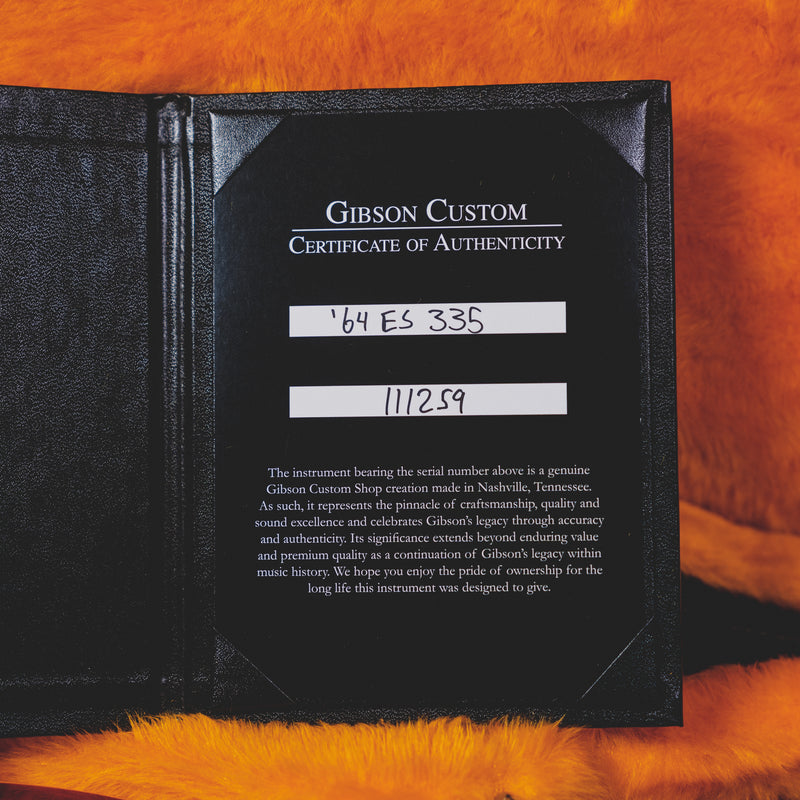 GIBSON CUSTOM
CERTIFICATE OF AUTHENTICITY
'64 ES 335
111259
The instrument bearing the serial number above is a genuine
Gibson Custom Shop creation made in Nashville, Tennessee.
As such, it represents the pinnacle of craftsmanship, quality and
sound excellence and celebrates Gibson's legacy through accuracy
and authenticity. Its significance extends beyond enduring value
and premium quality as a continuation of Gibson's legacy within
music history. We hope you enjoy the pride of ownership for the
long life this instrument was designed to give.